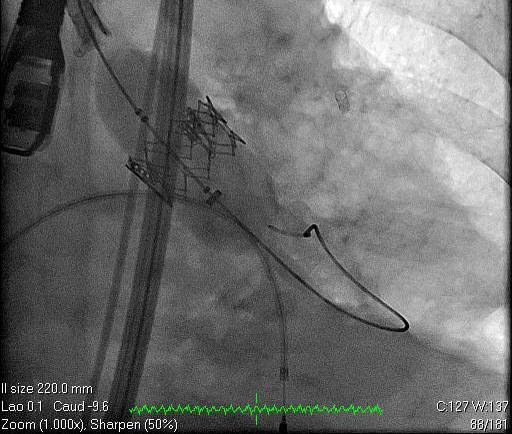 II size 220.0 mm
Lao 0.1 Caud -9.6
Zoom (1.000x), Sharpen (50%)
C:127 W:137
88/181